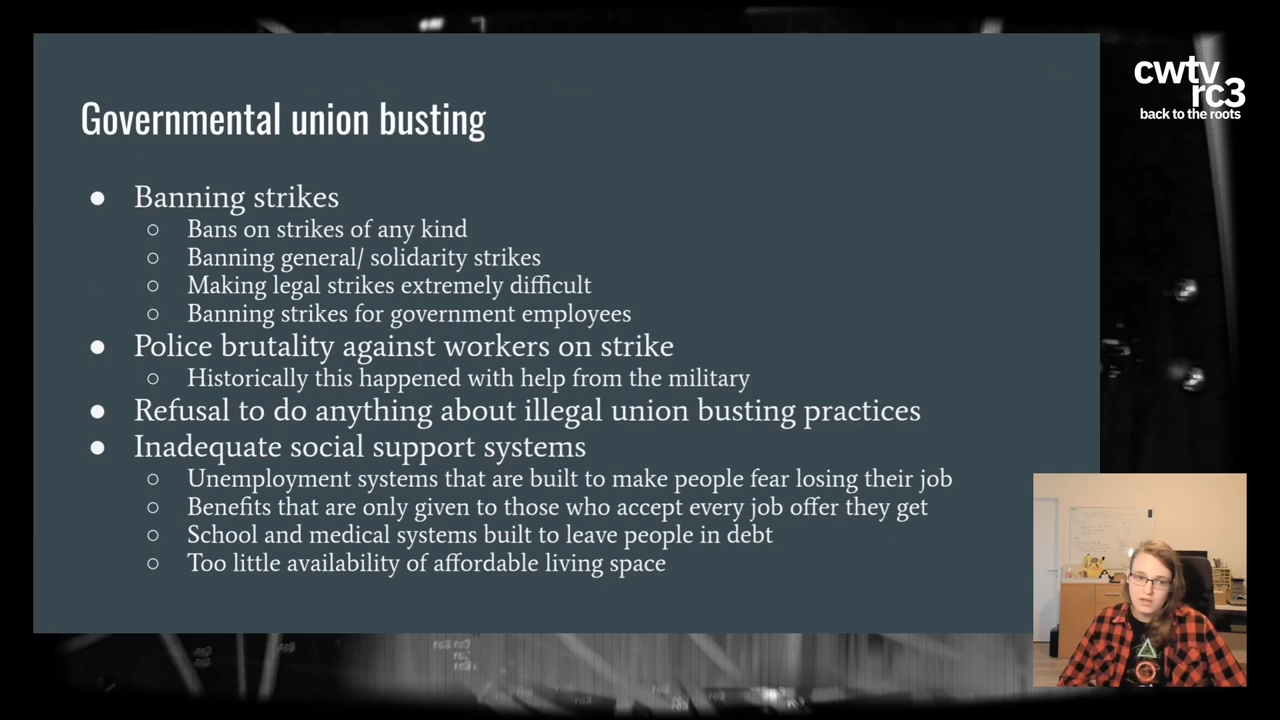 Governmental union busting
● Banning strikes
○ Bans on strikes of any kind
○ Banning general/ solidarity strikes
○ Making legal strikes extremely difficult
○ Banning strikes for government employees
● Police brutality against workers on strike
○ Historically this happened with help from the military
● Refusal to do anything about illegal union busting practices
● Inadequate social support systems
○ Unemployment systems that are built to make people fear losing their job
○ Benefits that are only given to those who accept every job offer they get
○ School and medical systems built to leave people in debt
○ Too little availability of affordable living space
cwtv
rc3
back to the roots
rc3 rc3
rc3